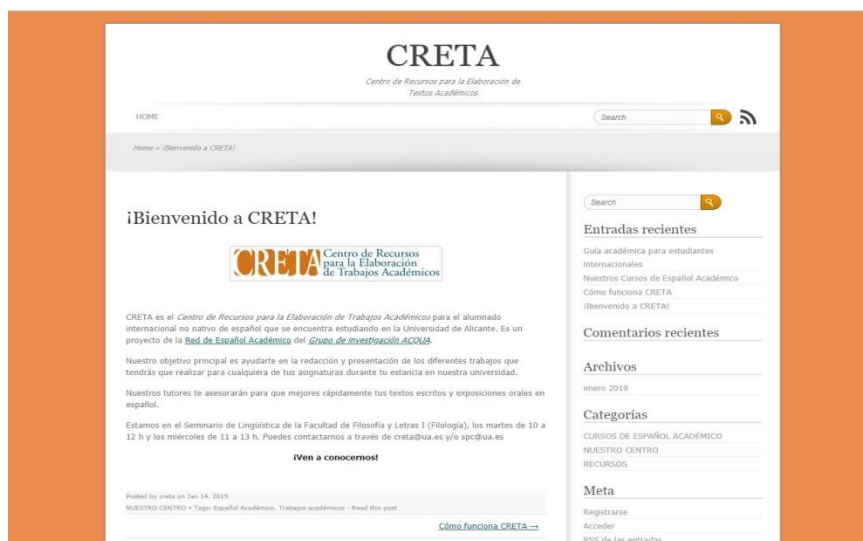 CRETA
Centro de Recursos para la Elaboración de
Textos Académicos
HOME
Search
Home » ¡Bienvenido a CRETA!
¡Bienvenido a CRETA!
CRETA Centro de Recursos
para la Elaboración
de Trabajos Académicos
CRETA es el Centro de Recursos para la Elaboración de Trabajos Académicos para el alumnado
internacional no nativo de español que se encuentra estudiando en la Universidad de Alicante. Es un
proyecto de la Red de Español Académico del Grupo de investigación ACQUA.
Nuestro objetivo principal es ayudarte en la redacción y presentación de los diferentes trabajos que
tendrás que realizar para cualquiera de tus asignaturas durante tu estancia en nuestra universidad.
Nuestros tutores te asesorarán para que mejores rápidamente tus textos escritos y exposiciones orales en
español.
Estamos en el Seminario de Lingüística de la Facultad de Filosofía y Letras I (Filología), los martes de 10 a
12 h y los miércoles de 11 a 13 h. Puedes contactarnos a través de creta@ua.es y/o spc@ua.es
¡Ven a conocernos!
Posted by creta on Jan 14, 2019
NUESTRO CENTRO • Tags: Español Académico, Trabajos académicos - Read this post
Cómo funciona CRETA →
Search
Entradas recientes
Guía académica para estudiantes
internacionales
Nuestros Cursos de Español Académico
Cómo funciona CRETA
¡Bienvenido a CRETA!
Comentarios recientes
Archivos
enero 2019
Categorías
CURSOS DE ESPAÑOL ACADÉMICO
NUESTRO CENTRO
RECURSOS
Meta
Registrarse
Acceder
RSS de las entradas